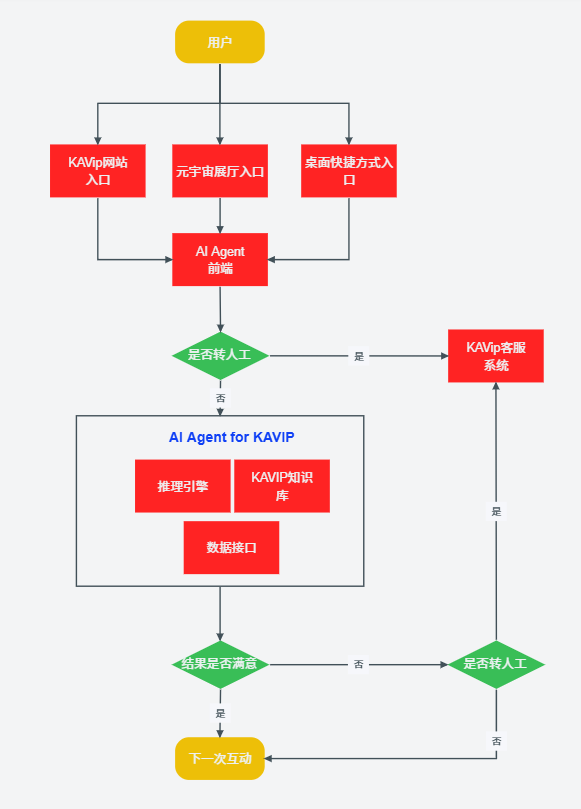 用户
KAVip网站
入口
元宇宙展厅入口
桌面快捷方式入
口
AI Agent
前端
是否转人工
是
KAVip客服
系统
否
AI Agent for KAVIP
推理引擎
KAVIP知识
库
数据接口
是
结果是否满意
否
是否转人工
是
否
下一次互动